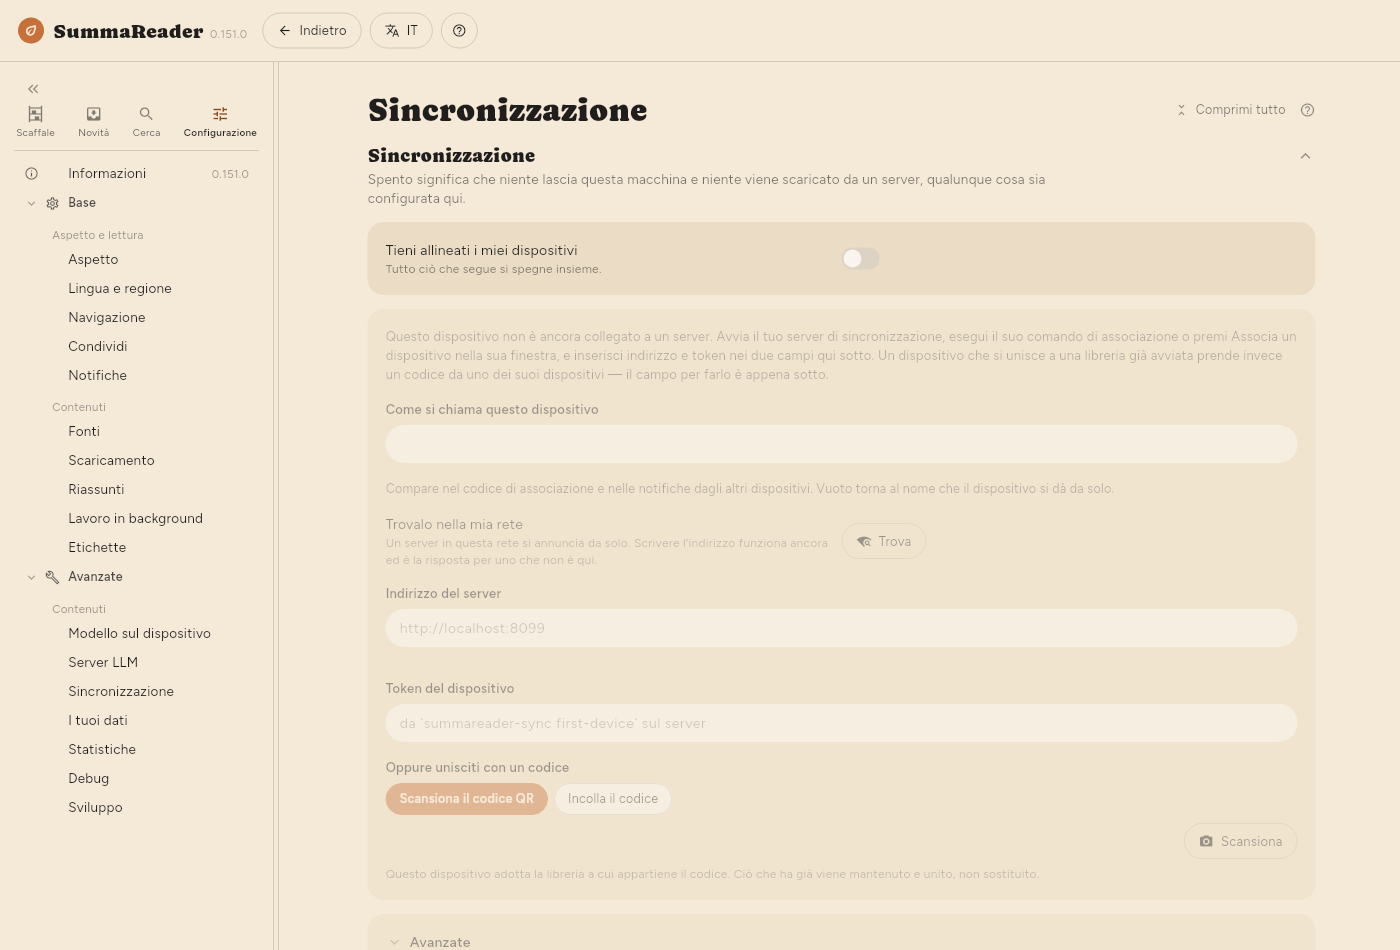 SummaReader 0.151.0
Indietro
IT
Scaffale
Novità
Cerca
Configurazione
Informazioni 0.151.0
Base
Aspetto e lettura
Aspetto
Lingua e regione
Navigazione
Condividi
Notifiche
Contenuti
Fonti
Scaricamento
Riassunti
Lavoro in background
Etichette
Avanzate
Contenuti
Modello sul dispositivo
Server LLM
Sincronizzazione
I tuoi dati
Statistiche
Debug
Sviluppo
Sincronizzazione
Comprimi tutto
Sincronizzazione
Spento significa che niente lascia questa macchina e niente viene scaricato da un server, qualunque cosa sia
configurata qui.
Tieni allineati i miei dispositivi
Tutto ciò che segue si spegne insieme.
Questo dispositivo non è ancora collegato a un server. Avvia il tuo server di sincronizzazione, esegui il suo comando di associazione o premi Associa un
dispositivo nella sua finestra, e inserisci indirizzo e token nei due campi qui sotto. Un dispositivo che si unisce a una libreria già avviata prende invece
un codice da uno dei suoi dispositivi — il campo per farlo è appena sotto.
Come si chiama questo dispositivo
Compare nel codice di associazione e nelle notifiche dagli altri dispositivi. Vuoto torna al nome che il dispositivo si dà da solo.
Trovalo nella mia rete
Un server in questa rete si annuncia da solo. Scrivere l'indirizzo funziona ancora
ed è la risposta per uno che non è qui.
Trova
Indirizzo del server
http://localhost:8099
Token del dispositivo
da `summareader-sync first-device` sul server
Oppure unisciti con un codice
Scansiona il codice QR
Incolla il codice
Scansiona
Questo dispositivo adotta la libreria a cui appartiene il codice. Ciò che ha già viene mantenuto e unito, non sostituito.
Avanzate